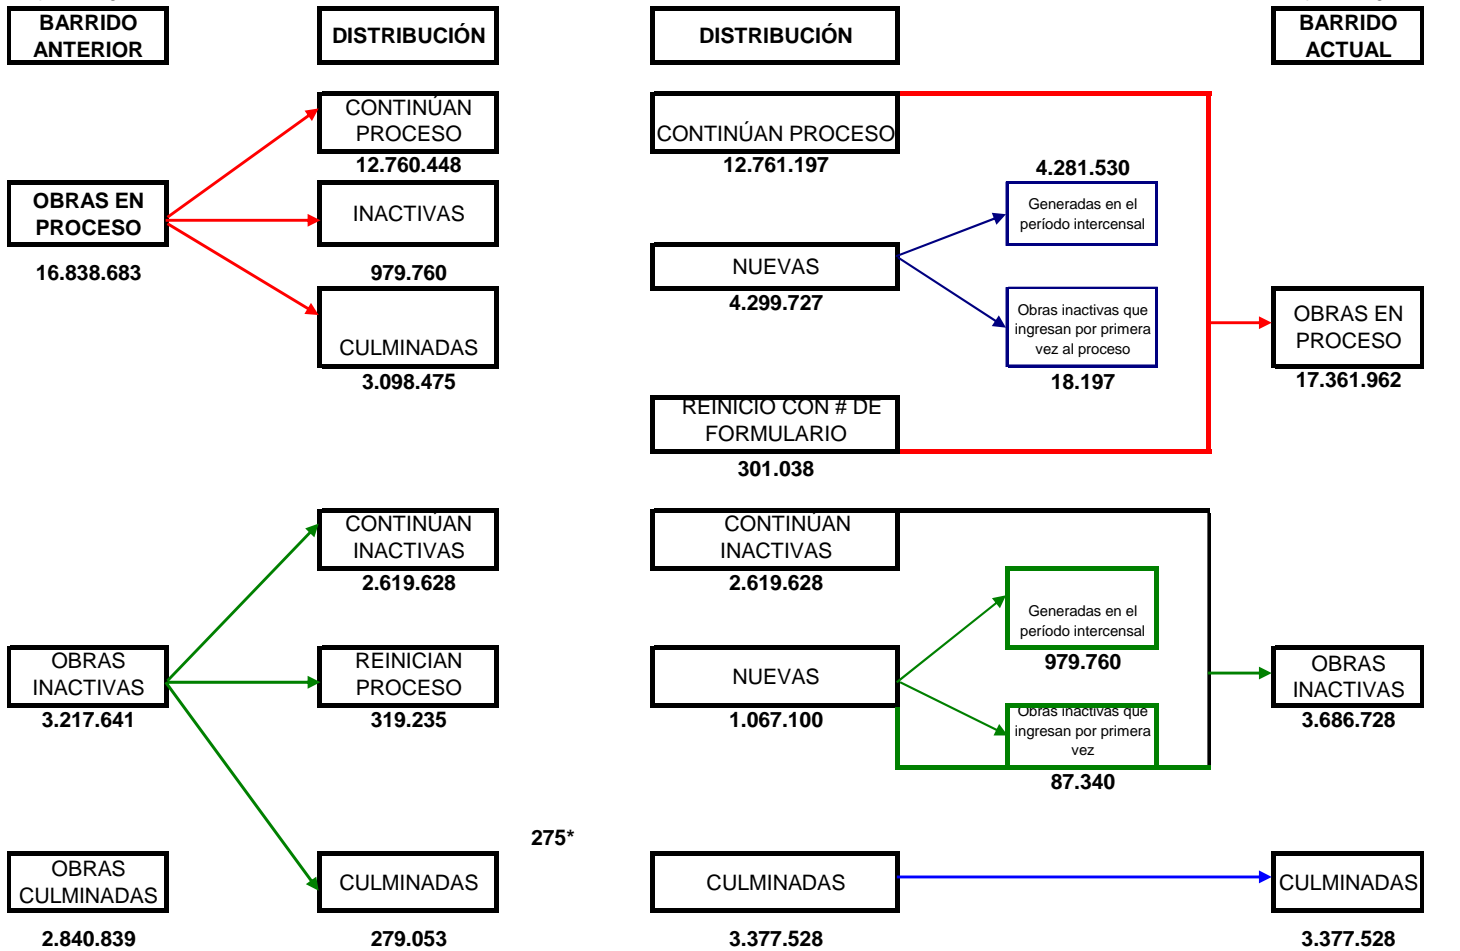 BARRIDO
ANTERIOR
DISTRIBUCIÓN
DISTRIBUCIÓN
BARRIDO
ACTUAL
CONTINÚAN
PROCESO
12.760.448
CONTINÚAN PROCESO
12.761.197
4.281.530
OBRAS EN
PROCESO
16.838.683
INACTIVAS
979.760
Generadas en el
período intercensal
NUEVAS
4.299.727
CULMINADAS
3.098.475
Obras inactivas que
ingresan por primera
vez al proceso
18.197
OBRAS EN
PROCESO
17.361.962
REINICIO CON # DE
FORMULARIO
301.038
CONTINÚAN
INACTIVAS
2.619.628
CONTINÚAN
INACTIVAS
2.619.628
Generadas en el
período intercensal
979.760
OBRAS
INACTIVAS
3.217.641
REINICIAN
PROCESO
319.235
NUEVAS
1.067.100
Obras inactivas que
ingresan por primera
vez
87.340
OBRAS
INACTIVAS
3.686.728
275*
OBRAS
CULMINADAS
2.840.839
CULMINADAS
279.053
CULMINADAS
3.377.528
CULMINADAS
3.377.528